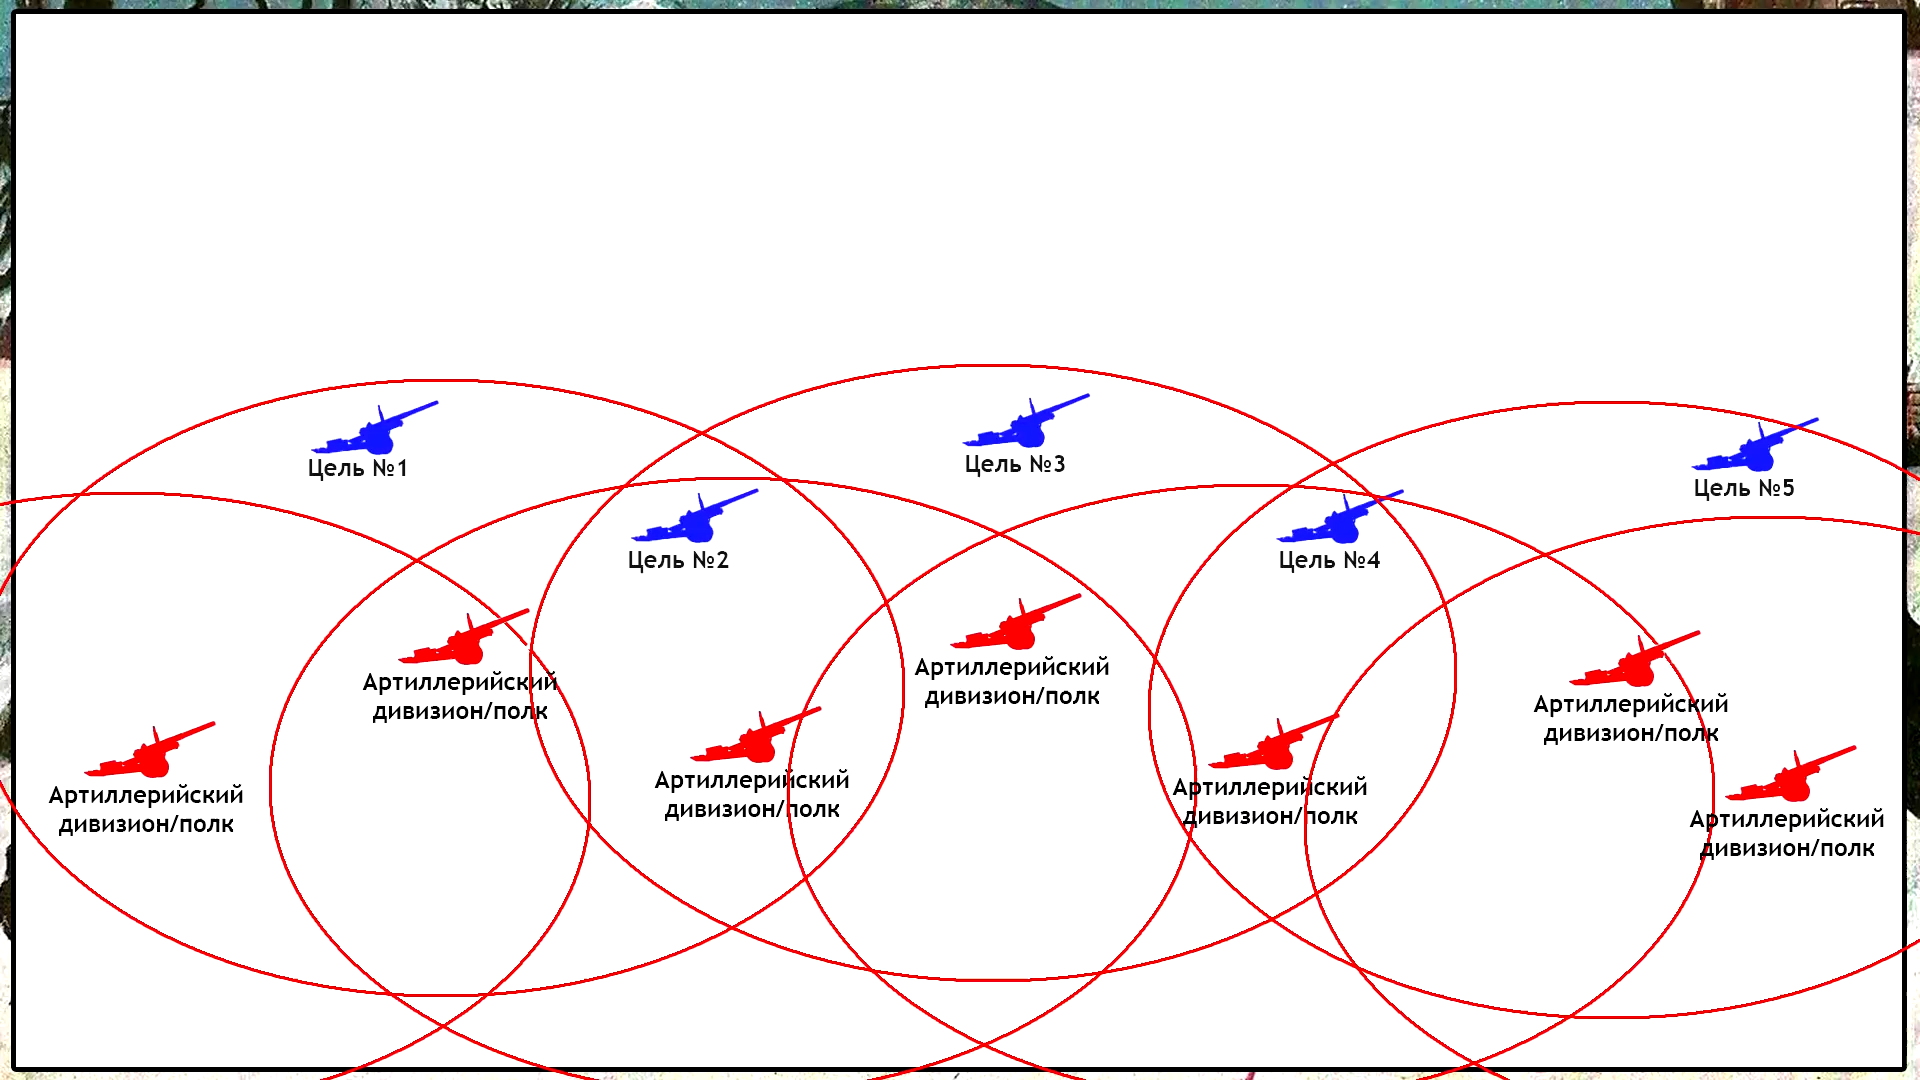 Цель №1
Цель №3
Цель №5
Цель №2
Цель №4
Артиллерийский
дивизион/полк
Артиллерийский
дивизион/полк
Артиллерийский
дивизион/полк
Артиллерийский
дивизион/полк
Артиллерийский
дивизион/полк
Артиллерийский
дивизион/полк
Артиллерийский
дивизион/полк